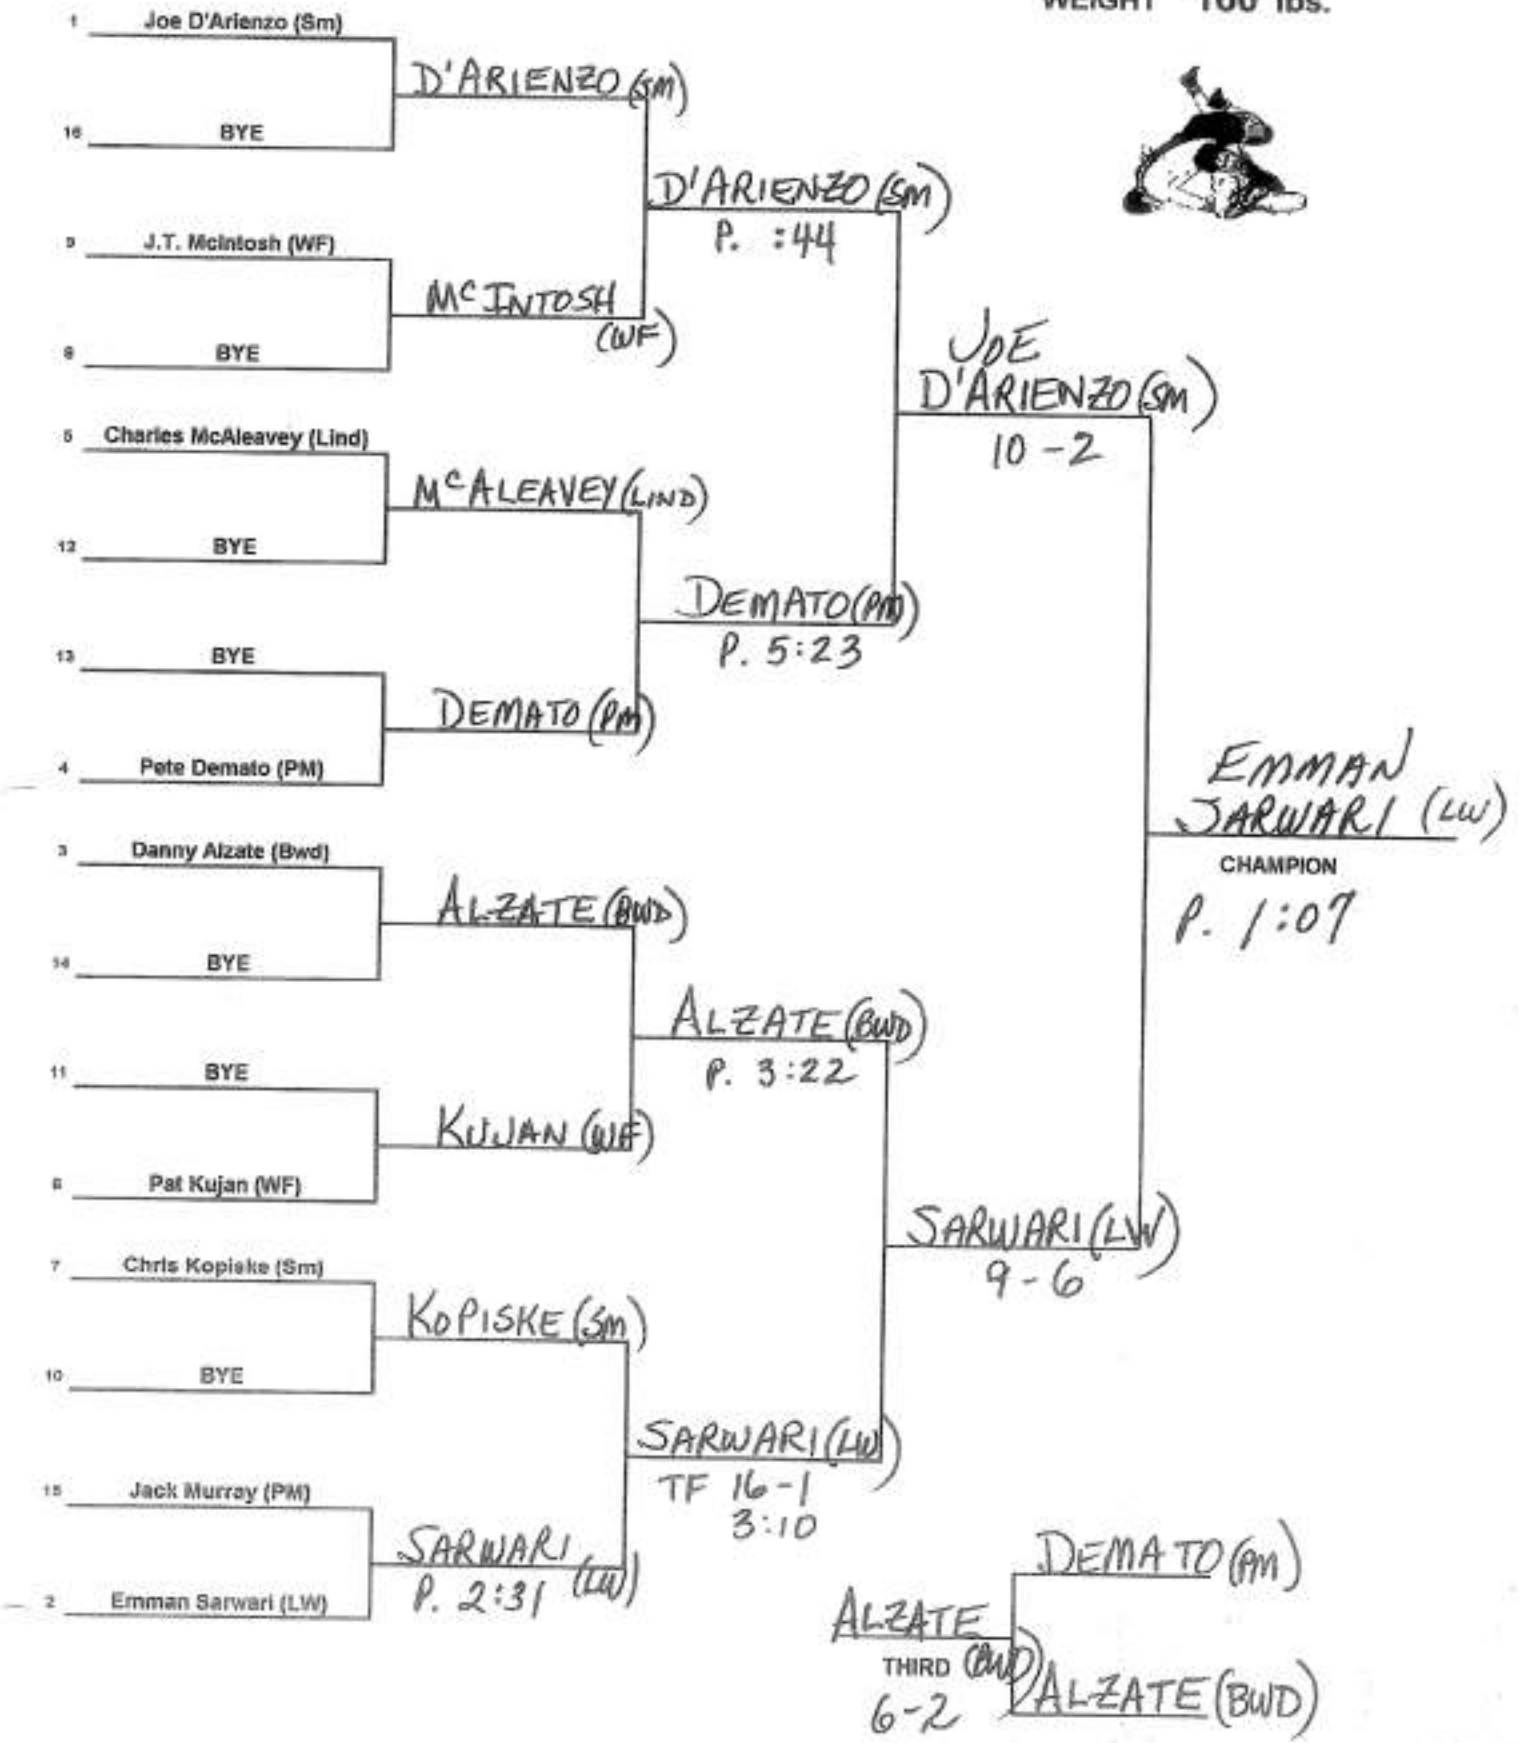 WEIGHT 160 lbs.
1 Joe D'Arienzo (Sm)
D'ARIENZO (SM)
16 BYE
D'ARIENZO (SM)
P. :44
9 J.T. McIntosh (WF)
McINTOSH
(WF)
8 BYE
JOE
D'ARIENZO (SM)
10-2
5 Charles McAleavey (Lind)
McALEAVEY (LIND)
12 BYE
DEMATO (PM)
P. 5:23
13 BYE
DEMATO (PM)
4 Pete Demato (PM)
EMMAN
SARWARI (LW)
CHAMPION
P. 1:07
3 Danny Alzate (Bwd)
ALZATE (BWD)
14 BYE
ALZATE (BWD)
P. 3:22
11 BYE
KUJAN (WF)
6 Pat Kujan (WF)
SARWARI (LW)
9-6
7 Chris Kopiske (Sm)
KOPISKE (SM)
10 BYE
SARWARI (LW)
TF 16-1
3:10
15 Jack Murray (PM)
SARWARI (LW)
P. 2:31
2 Emman Sarwari (LW)
DEMATO (PM)
ALZATE
THIRD (BWD)
6-2
ALZATE (BWD)